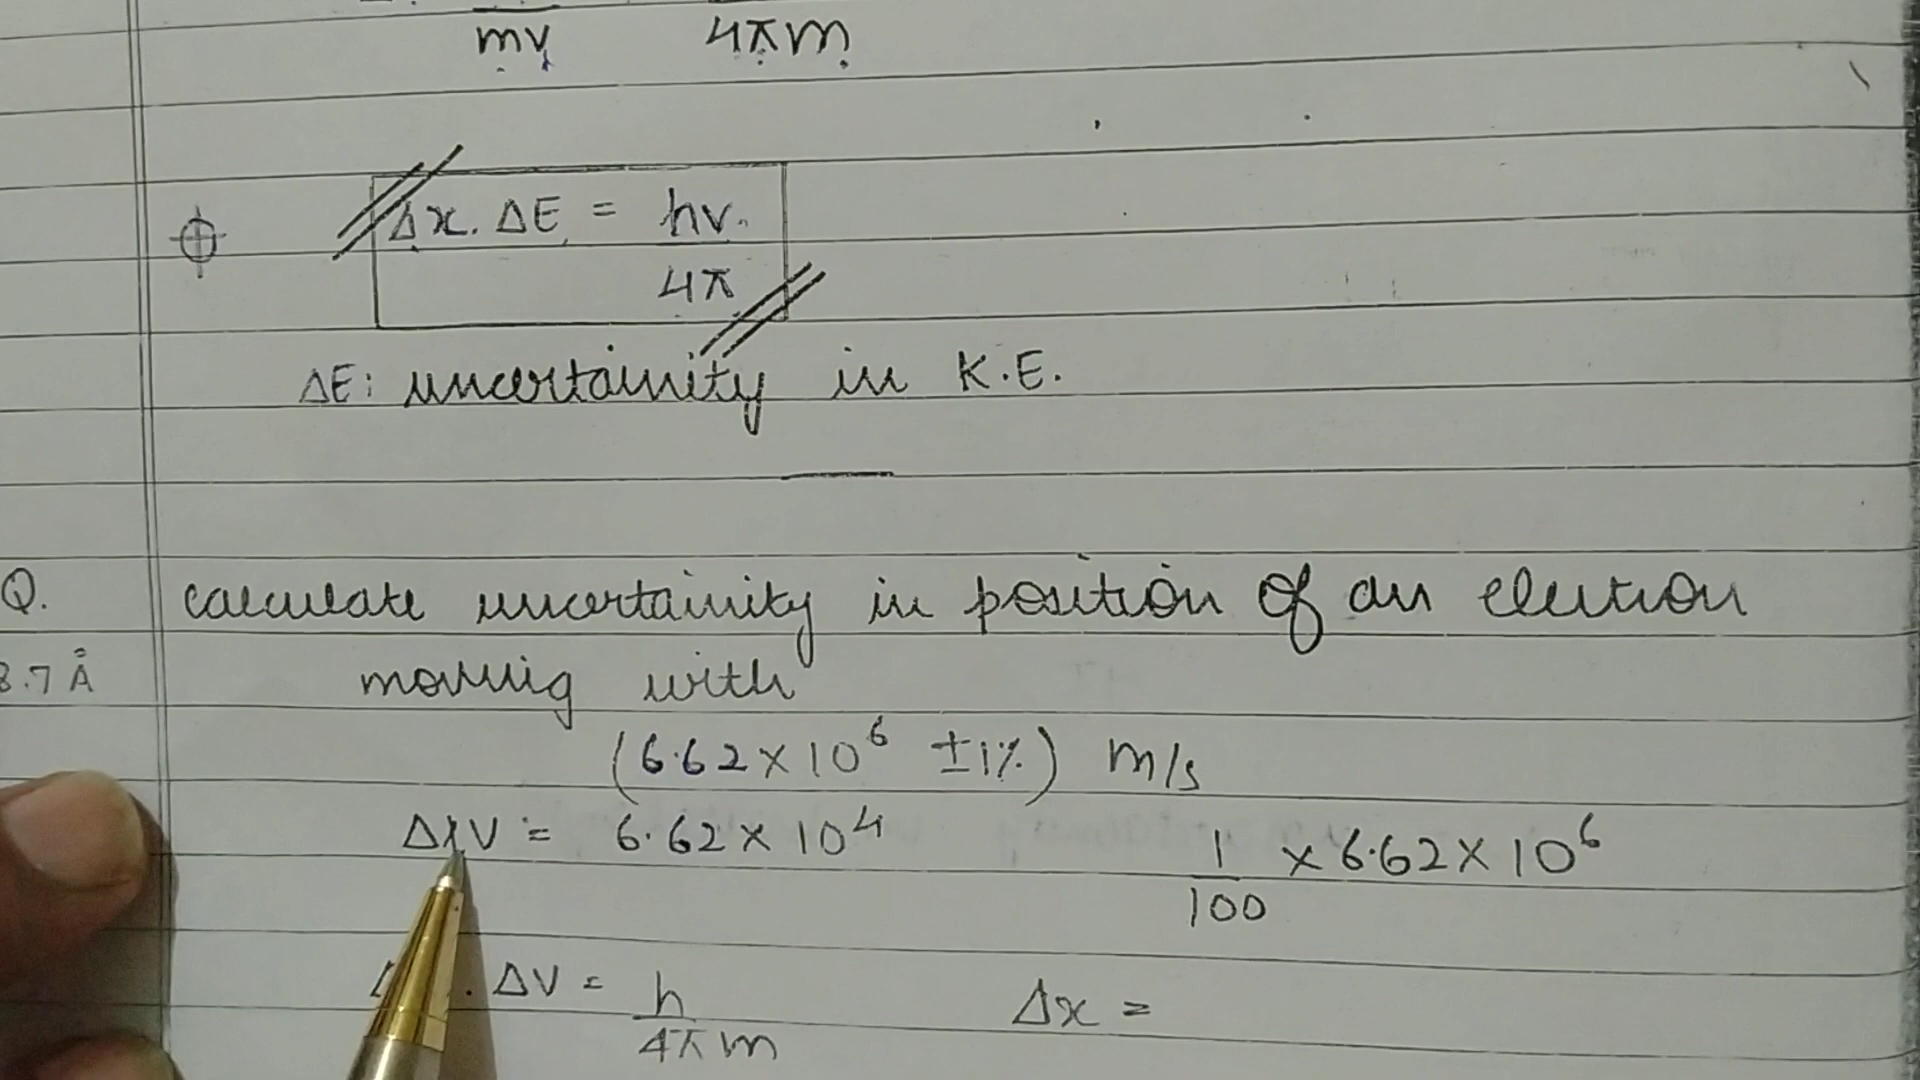 mv 4πm
Δx. ΔE = hv
4π
ΔE: uncertainity in K.E.
Q. calculate uncertainity in position of an electron
8.7 Å moving with
(6.62 × 10⁶ ±1%) m/s
ΔV = 6.62 × 10⁴ 1/100 × 6.62 × 10⁶
. ΔV = h/4πm Δx =